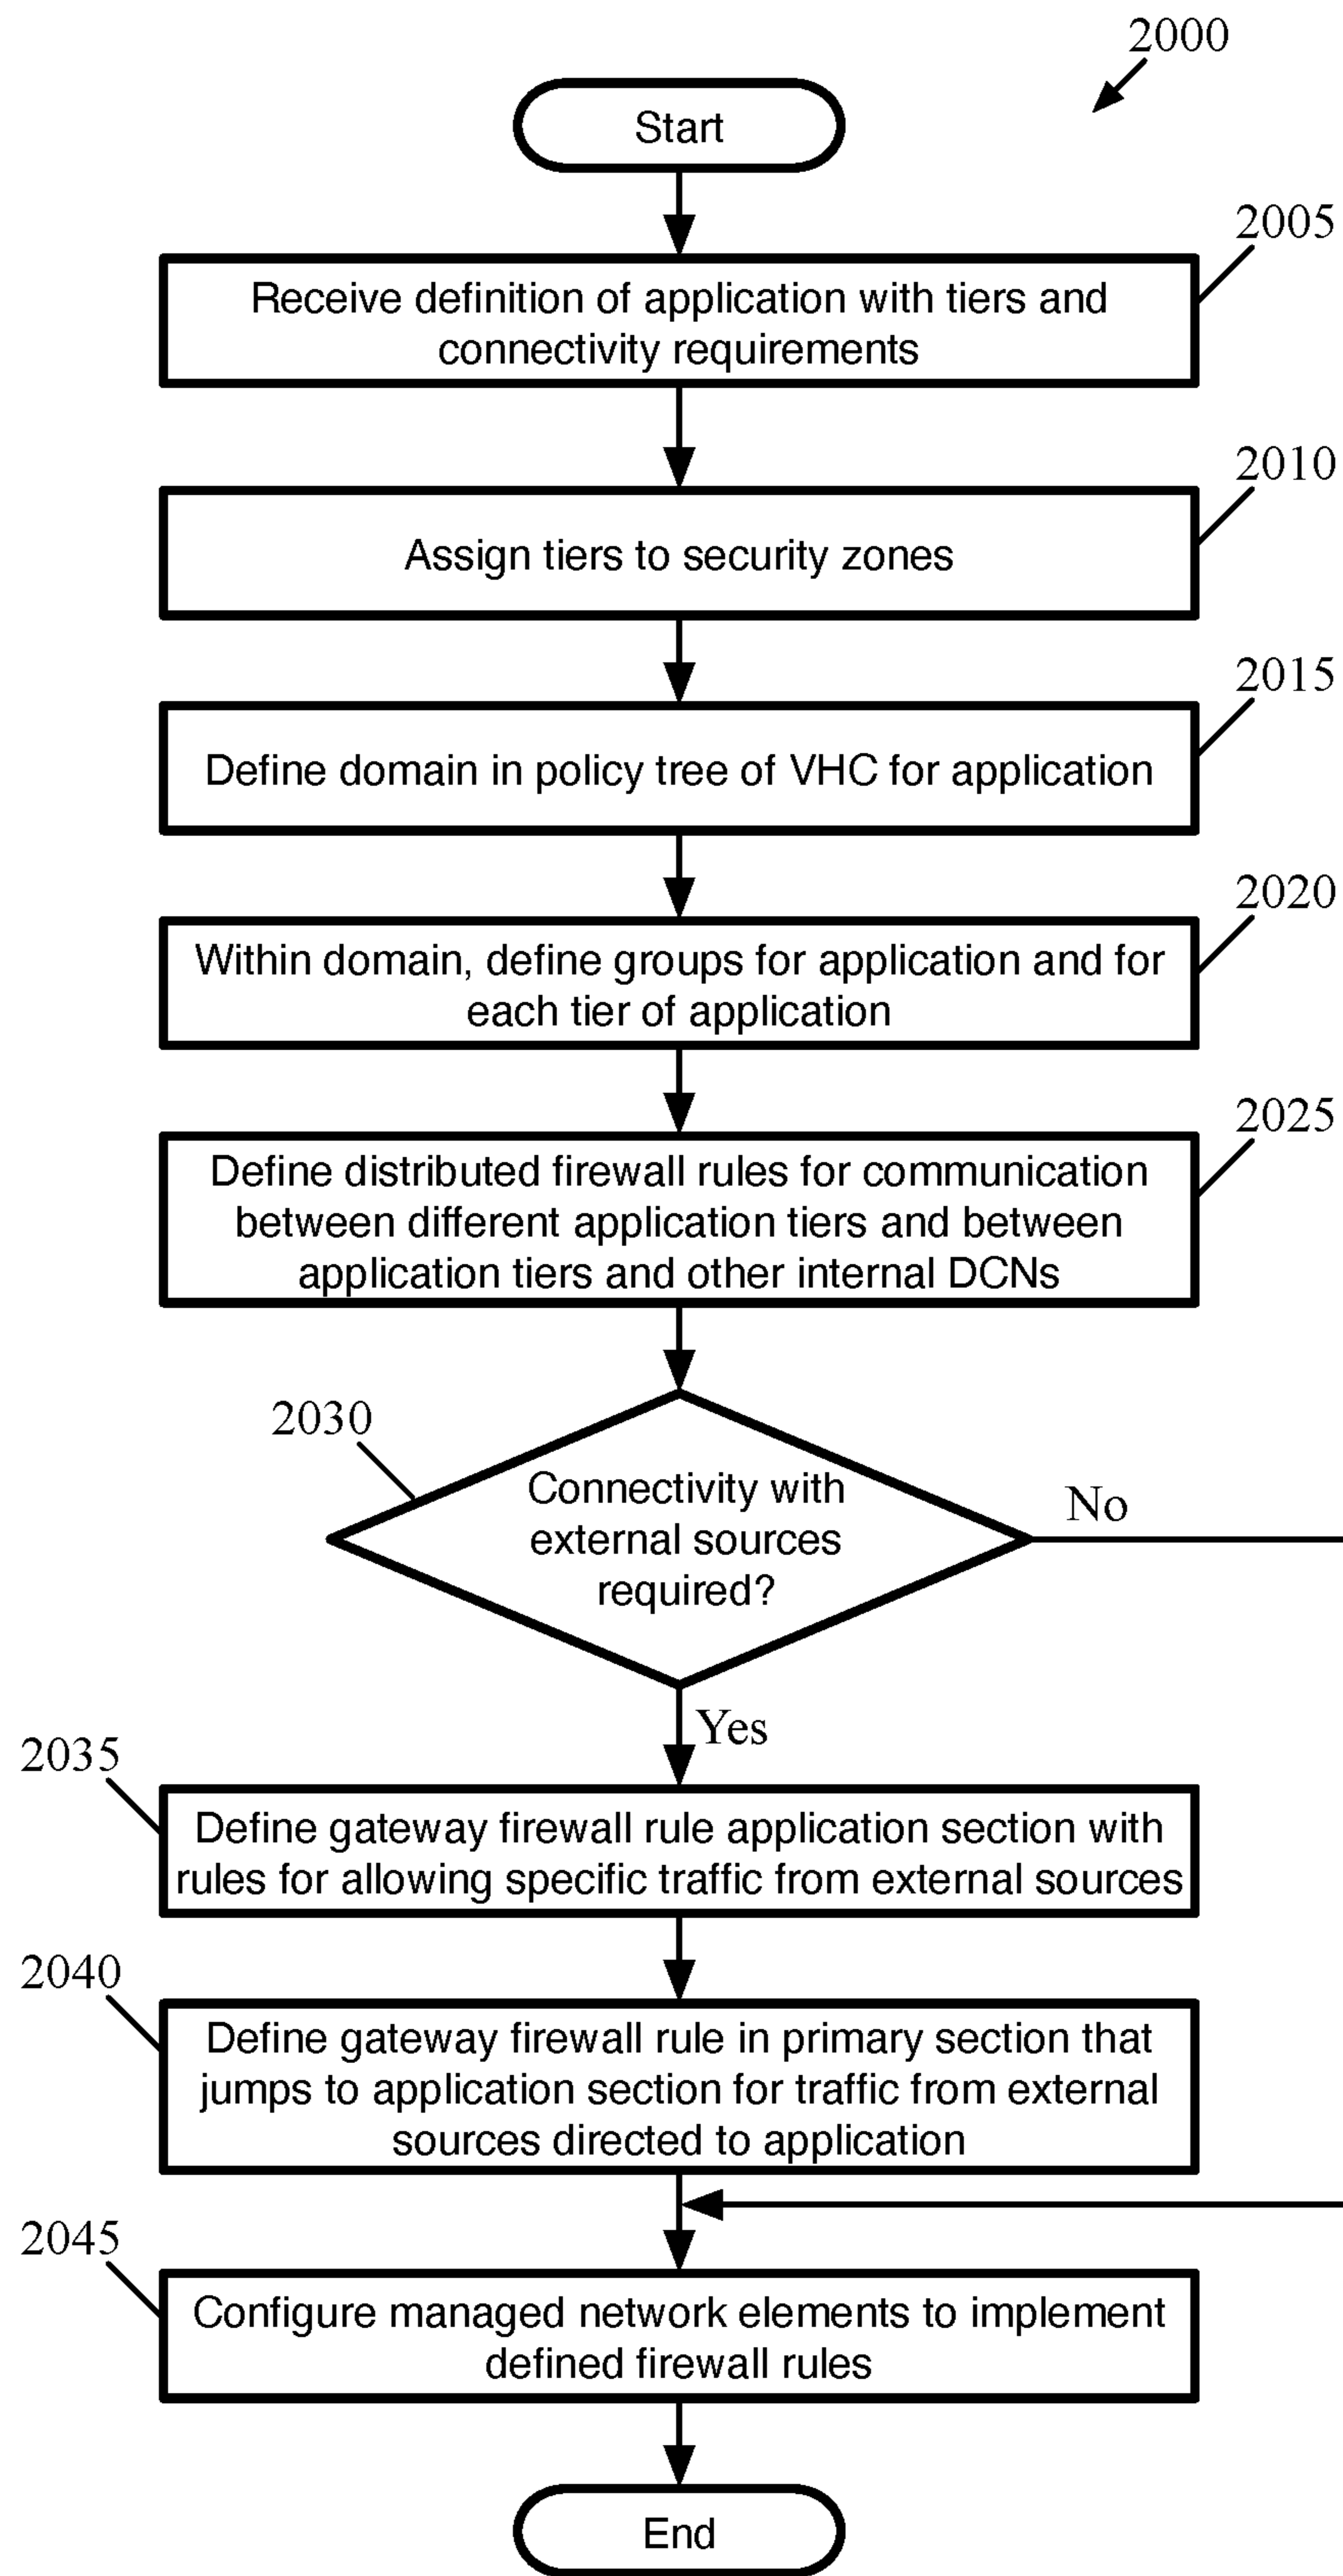 2000
Start
2005
Receive definition of application with tiers and
connectivity requirements
2010
Assign tiers to security zones
2015
Define domain in policy tree of VHC for application
2020
Within domain, define groups for application and for
each tier of application
2025
Define distributed firewall rules for communication
between different application tiers and between
application tiers and other internal DCNs
2030
Connectivity with
external sources
required?
No
Yes
2035
Define gateway firewall rule application section with
rules for allowing specific traffic from external sources
2040
Define gateway firewall rule in primary section that
jumps to application section for traffic from external
sources directed to application
2045
Configure managed network elements to implement
defined firewall rules
End